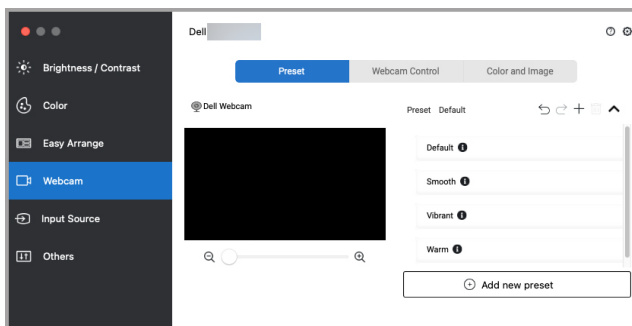 Dell
Brightness / Contrast
Color
Easy Arrange
Webcam
Input Source
Others
Preset
Webcam Control
Color and Image
Dell Webcam
Preset Default
Default
Smooth
Vibrant
Warm
Add new preset